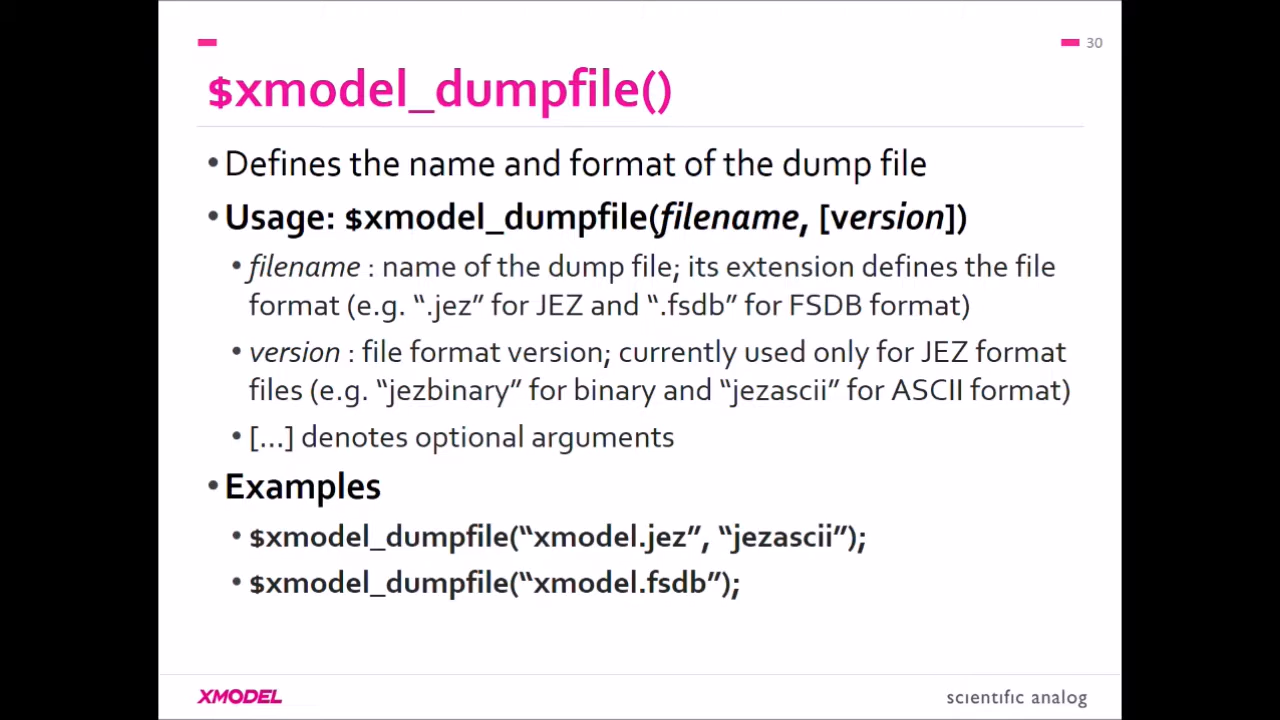 30
$xmodel_dumpfile()
•Defines the name and format of the dump file
•Usage: $xmodel_dumpfile(filename, [version])
•filename : name of the dump file; its extension defines the file
format (e.g. “.jez” for JEZ and “.fsdb” for FSDB format)
•version : file format version; currently used only for JEZ format
files (e.g. “jezbinary” for binary and “jezascii” for ASCII format)
•[...] denotes optional arguments
•Examples
•$xmodel_dumpfile(“xmodel.jez”, “jezascii”);
•$xmodel_dumpfile(“xmodel.fsdb”);
XMODEL
scientific analog